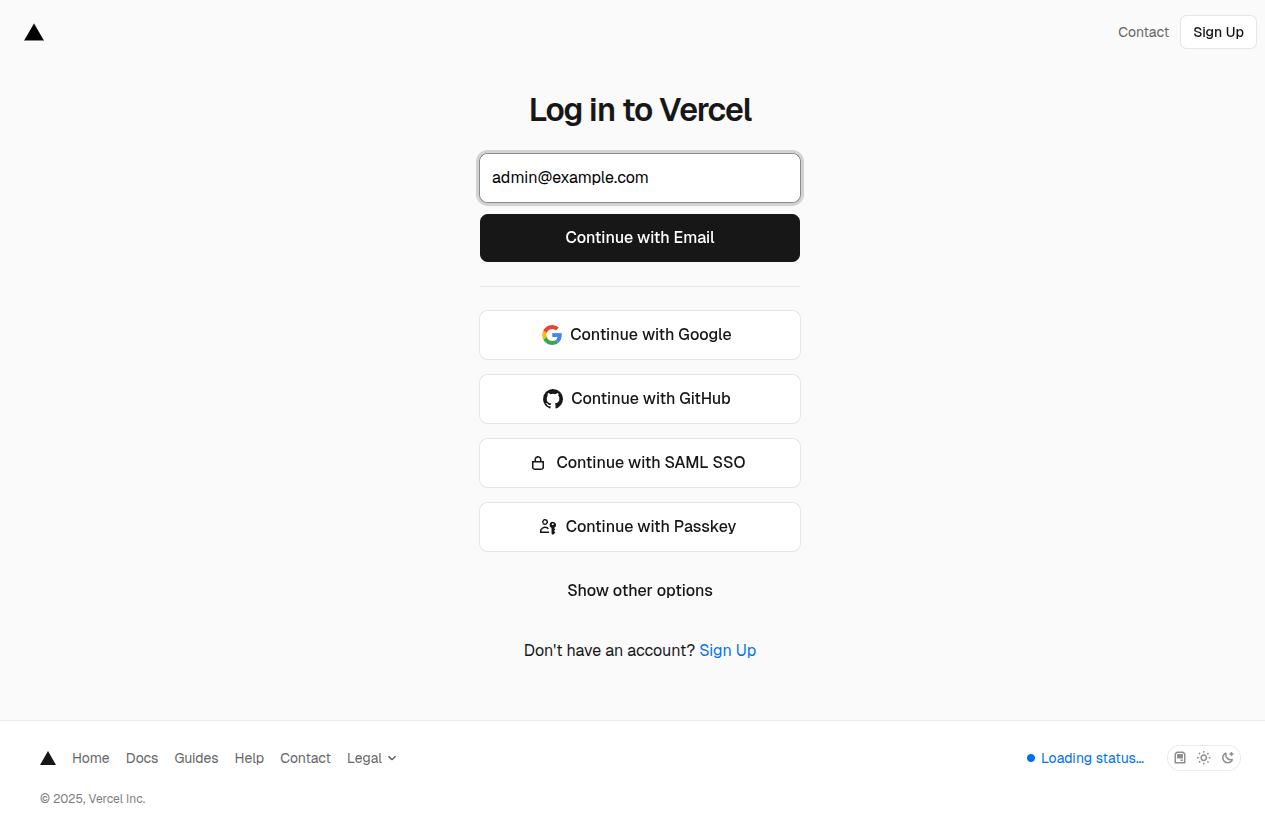 Contact Sign Up
Log in to Vercel
admin@example.com
Continue with Email
Continue with Google
Continue with GitHub
Continue with SAML SSO
Continue with Passkey
Show other options
Don't have an account? Sign Up
Home Docs Guides Help Contact Legal Loading status...
© 2025, Vercel Inc.